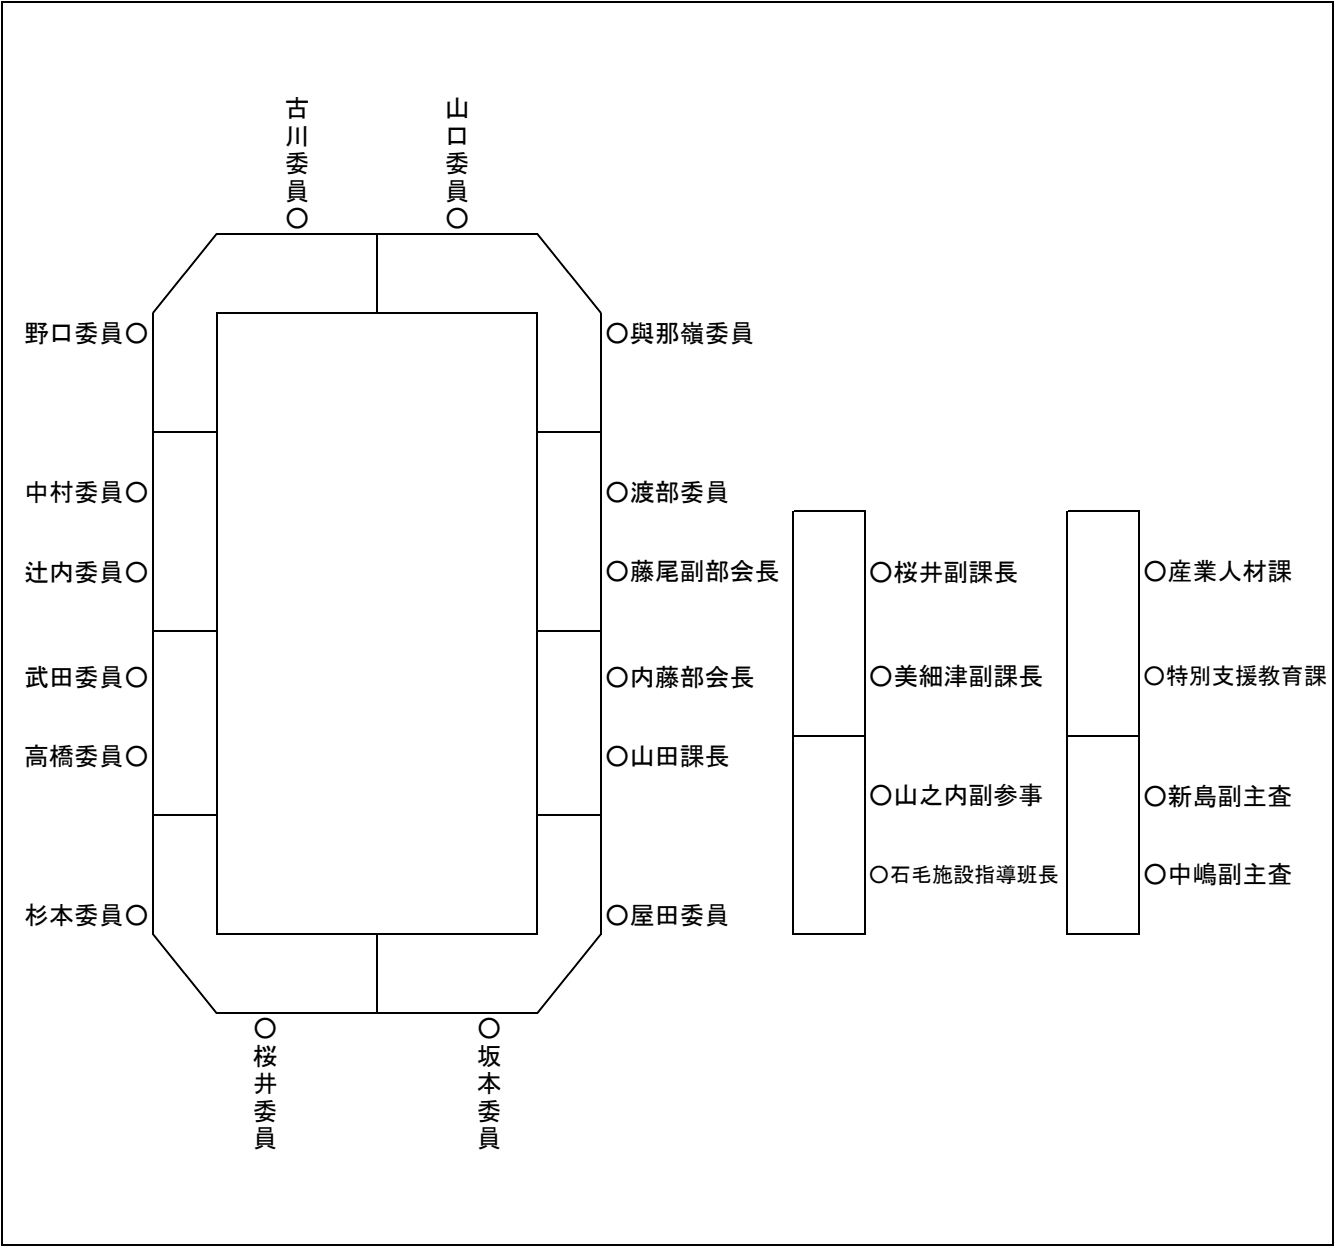 古川委員○
山口委員○
野口委員○
○與那嶺委員
中村委員○
○渡部委員
辻内委員○
○藤尾副部会長
○桜井副課長
○産業人材課
武田委員○
○内藤部会長
○美細津副課長
○特別支援教育課
高橋委員○
○山田課長
○山之内副参事
○新島副主査
○石毛施設指導班長
○中嶋副主査
杉本委員○
○屋田委員
○桜井委員
○坂本委員